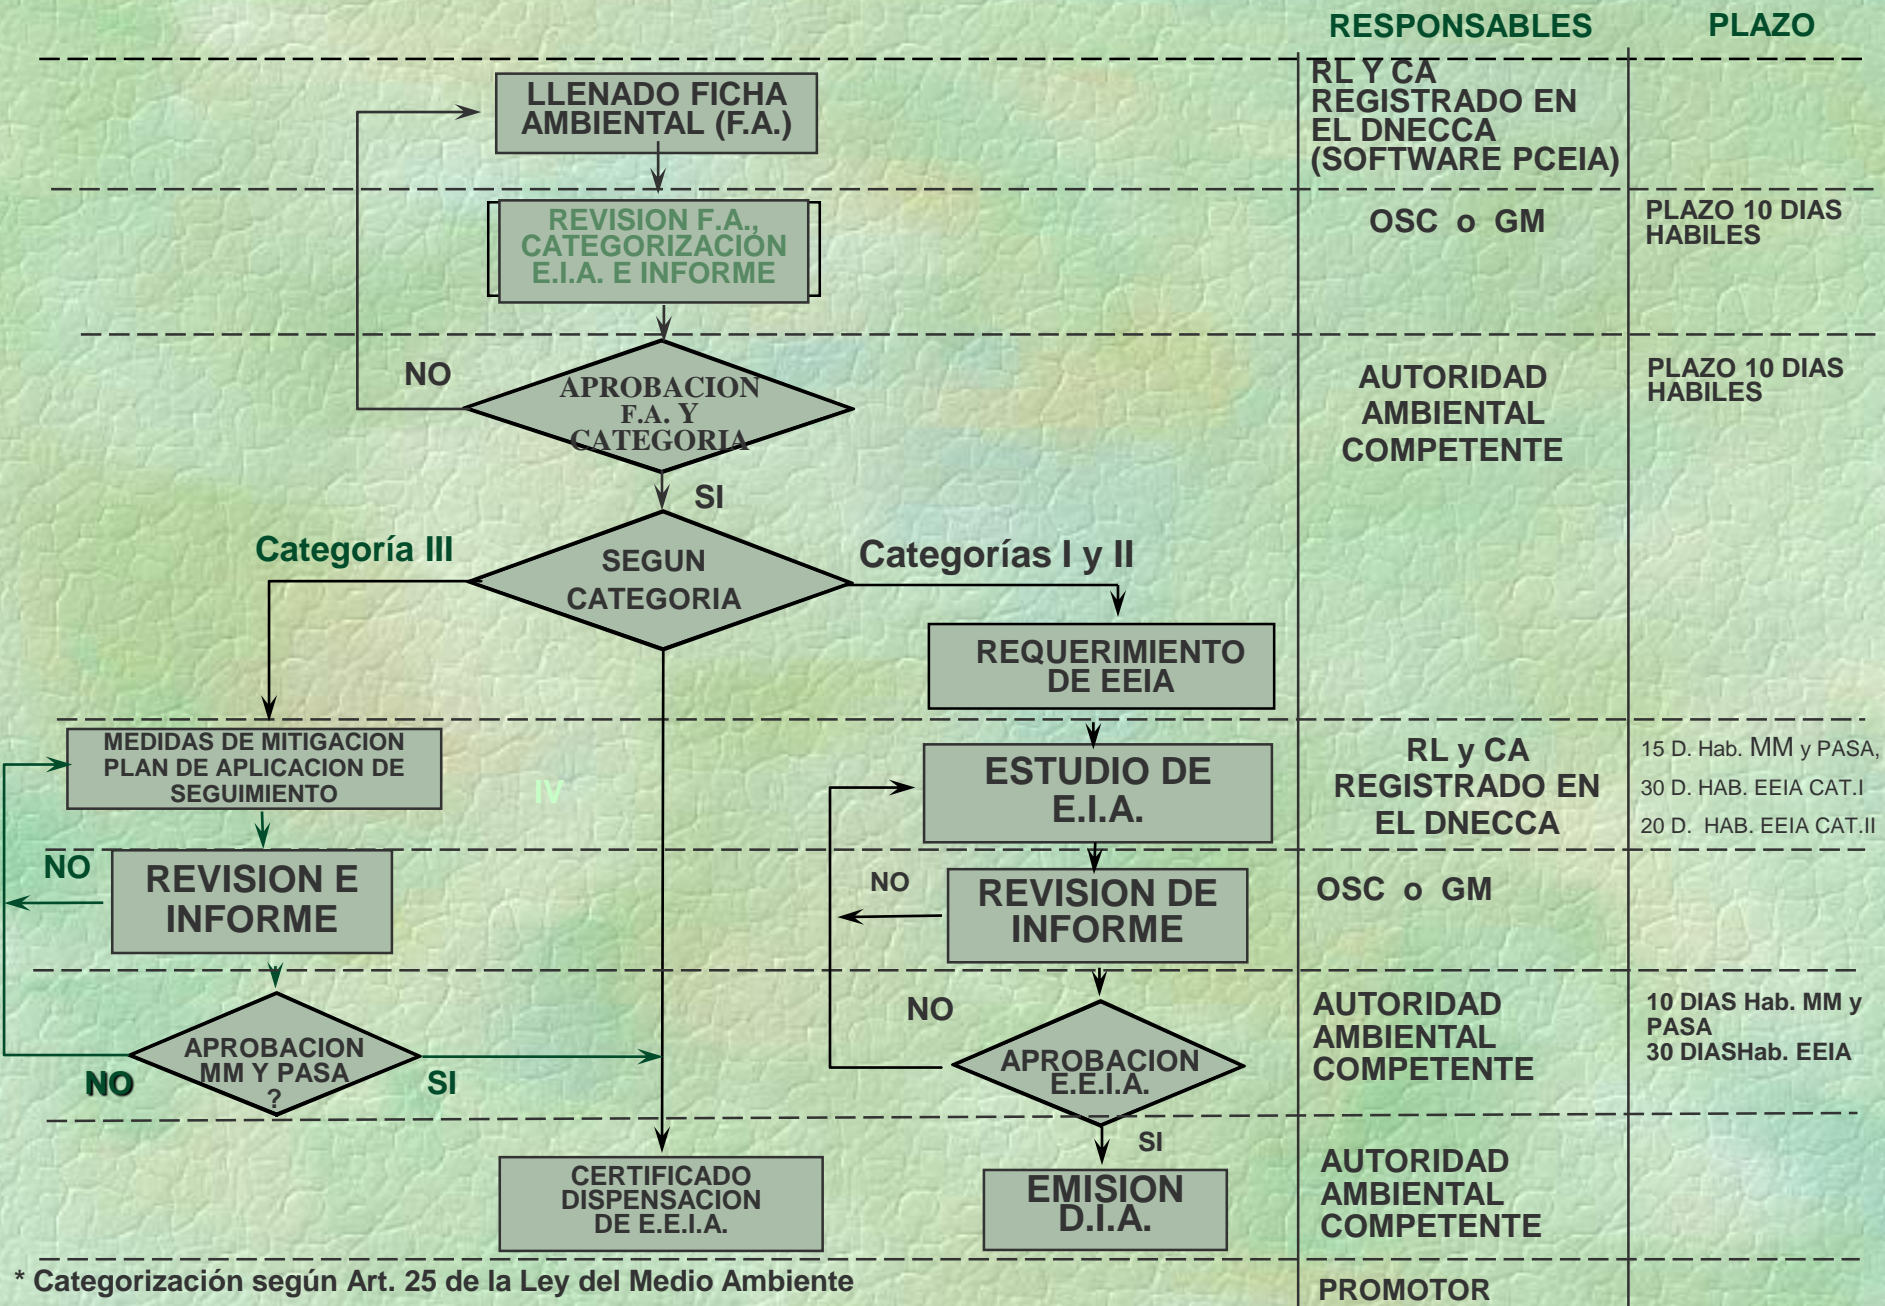 RESPONSABLES
PLAZO
LLENADO FICHA
AMBIENTAL (F.A.)
RL Y CA
REGISTRADO EN
EL DNECCA
(SOFTWARE PCEIA)
REVISION F.A.,
CATEGORIZACIÓN
E.I.A. E INFORME
OSC o GM
PLAZO 10 DIAS
HABILES
NO
APROBACION
F.A. Y
CATEGORIA
AUTORIDAD
AMBIENTAL
COMPETENTE
PLAZO 10 DIAS
HABILES
SI
Categoría III
SEGUN
CATEGORIA
Categorías I y II
REQUERIMIENTO
DE EEIA
MEDIDAS DE MITIGACION
PLAN DE APLICACION DE
SEGUIMIENTO
IV
ESTUDIO DE
E.I.A.
RL y CA
REGISTRADO EN
EL DNECCA
15 D. Hab. MM y PASA,
30 D. HAB. EEIA CAT.I
20 D. HAB. EEIA CAT.II
NO
REVISION E
INFORME
NO
REVISION DE
INFORME
OSC o GM
APROBACION
MM Y PASA
?
NO
SI
NO
APROBACION
E.E.I.A.
AUTORIDAD
AMBIENTAL
COMPETENTE
10 DIAS Hab. MM y
PASA
30 DIASHab. EEIA
SI
CERTIFICADO
DISPENSACION
DE E.E.I.A.
EMISION
D.I.A.
AUTORIDAD
AMBIENTAL
COMPETENTE
* Categorización según Art. 25 de la Ley del Medio Ambiente
PROMOTOR